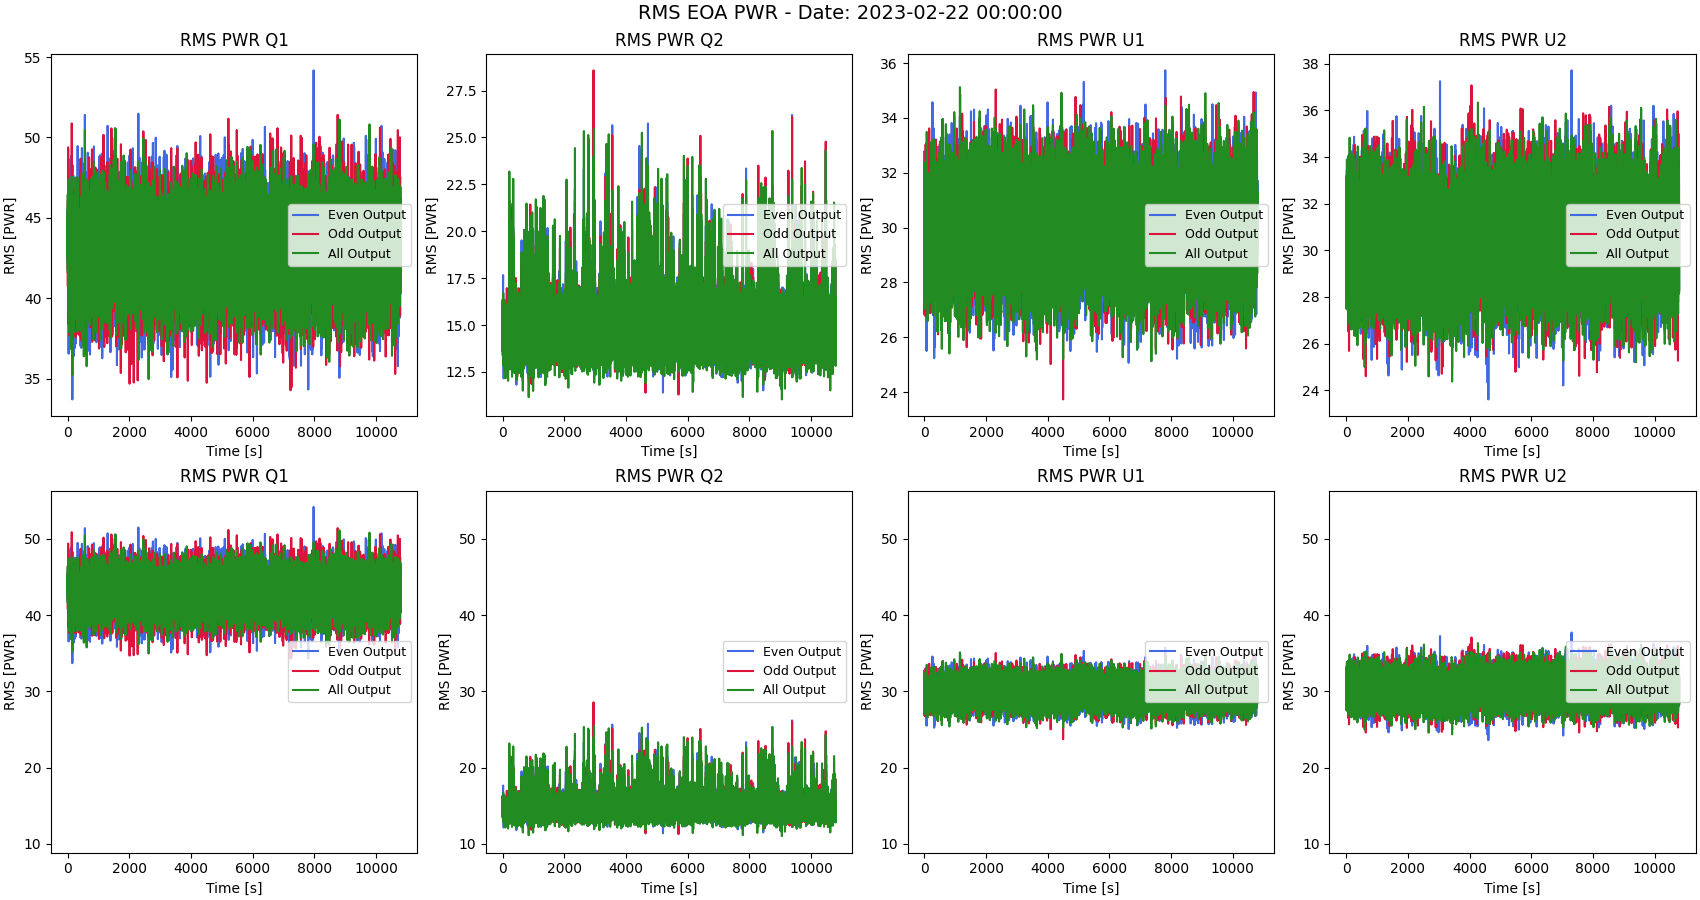 RMS EOA PWR - Date: 2023-02-22 00:00:00
RMS PWR Q1
RMS [PWR]
55
50
45
40
35
0 2000 4000 6000 8000 10000
Time [s]
Even Output
Odd Output
All Output
RMS PWR Q2
RMS [PWR]
27.5
25.0
22.5
20.0
17.5
15.0
12.5
0 2000 4000 6000 8000 10000
Time [s]
Even Output
Odd Output
All Output
RMS PWR U1
RMS [PWR]
36
34
32
30
28
26
24
0 2000 4000 6000 8000 10000
Time [s]
Even Output
Odd Output
All Output
RMS PWR U2
RMS [PWR]
38
36
34
32
30
28
26
24
0 2000 4000 6000 8000 10000
Time [s]
Even Output
Odd Output
All Output
RMS PWR Q1
RMS [PWR]
50
40
30
20
10
0 2000 4000 6000 8000 10000
Time [s]
Even Output
Odd Output
All Output
RMS PWR Q2
RMS [PWR]
50
40
30
20
10
0 2000 4000 6000 8000 10000
Time [s]
Even Output
Odd Output
All Output
RMS PWR U1
RMS [PWR]
50
40
30
20
10
0 2000 4000 6000 8000 10000
Time [s]
Even Output
Odd Output
All Output
RMS PWR U2
RMS [PWR]
50
40
30
20
10
0 2000 4000 6000 8000 10000
Time [s]
Even Output
Odd Output
All Output